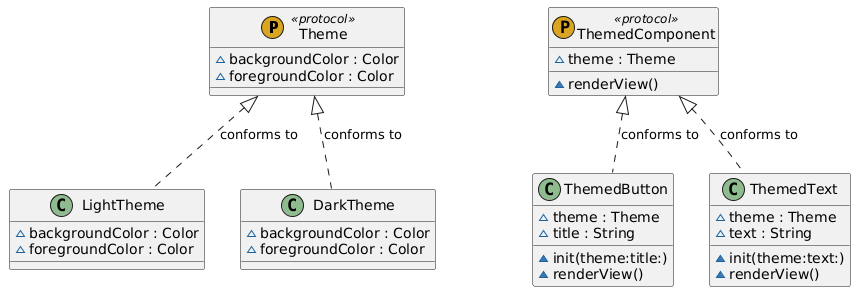 P
«protocol»
Theme
~ backgroundColor : Color
~ foregroundColor : Color
P
«protocol»
ThemedComponent
~ theme : Theme
~ renderView()
conforms to
conforms to
conforms to
conforms to
C LightTheme
~ backgroundColor : Color
~ foregroundColor : Color
C DarkTheme
~ backgroundColor : Color
~ foregroundColor : Color
C ThemedButton
~ theme : Theme
~ title : String
~ init(theme:title:)
~ renderView()
C ThemedText
~ theme : Theme
~ text : String
~ init(theme:text:)
~ renderView()